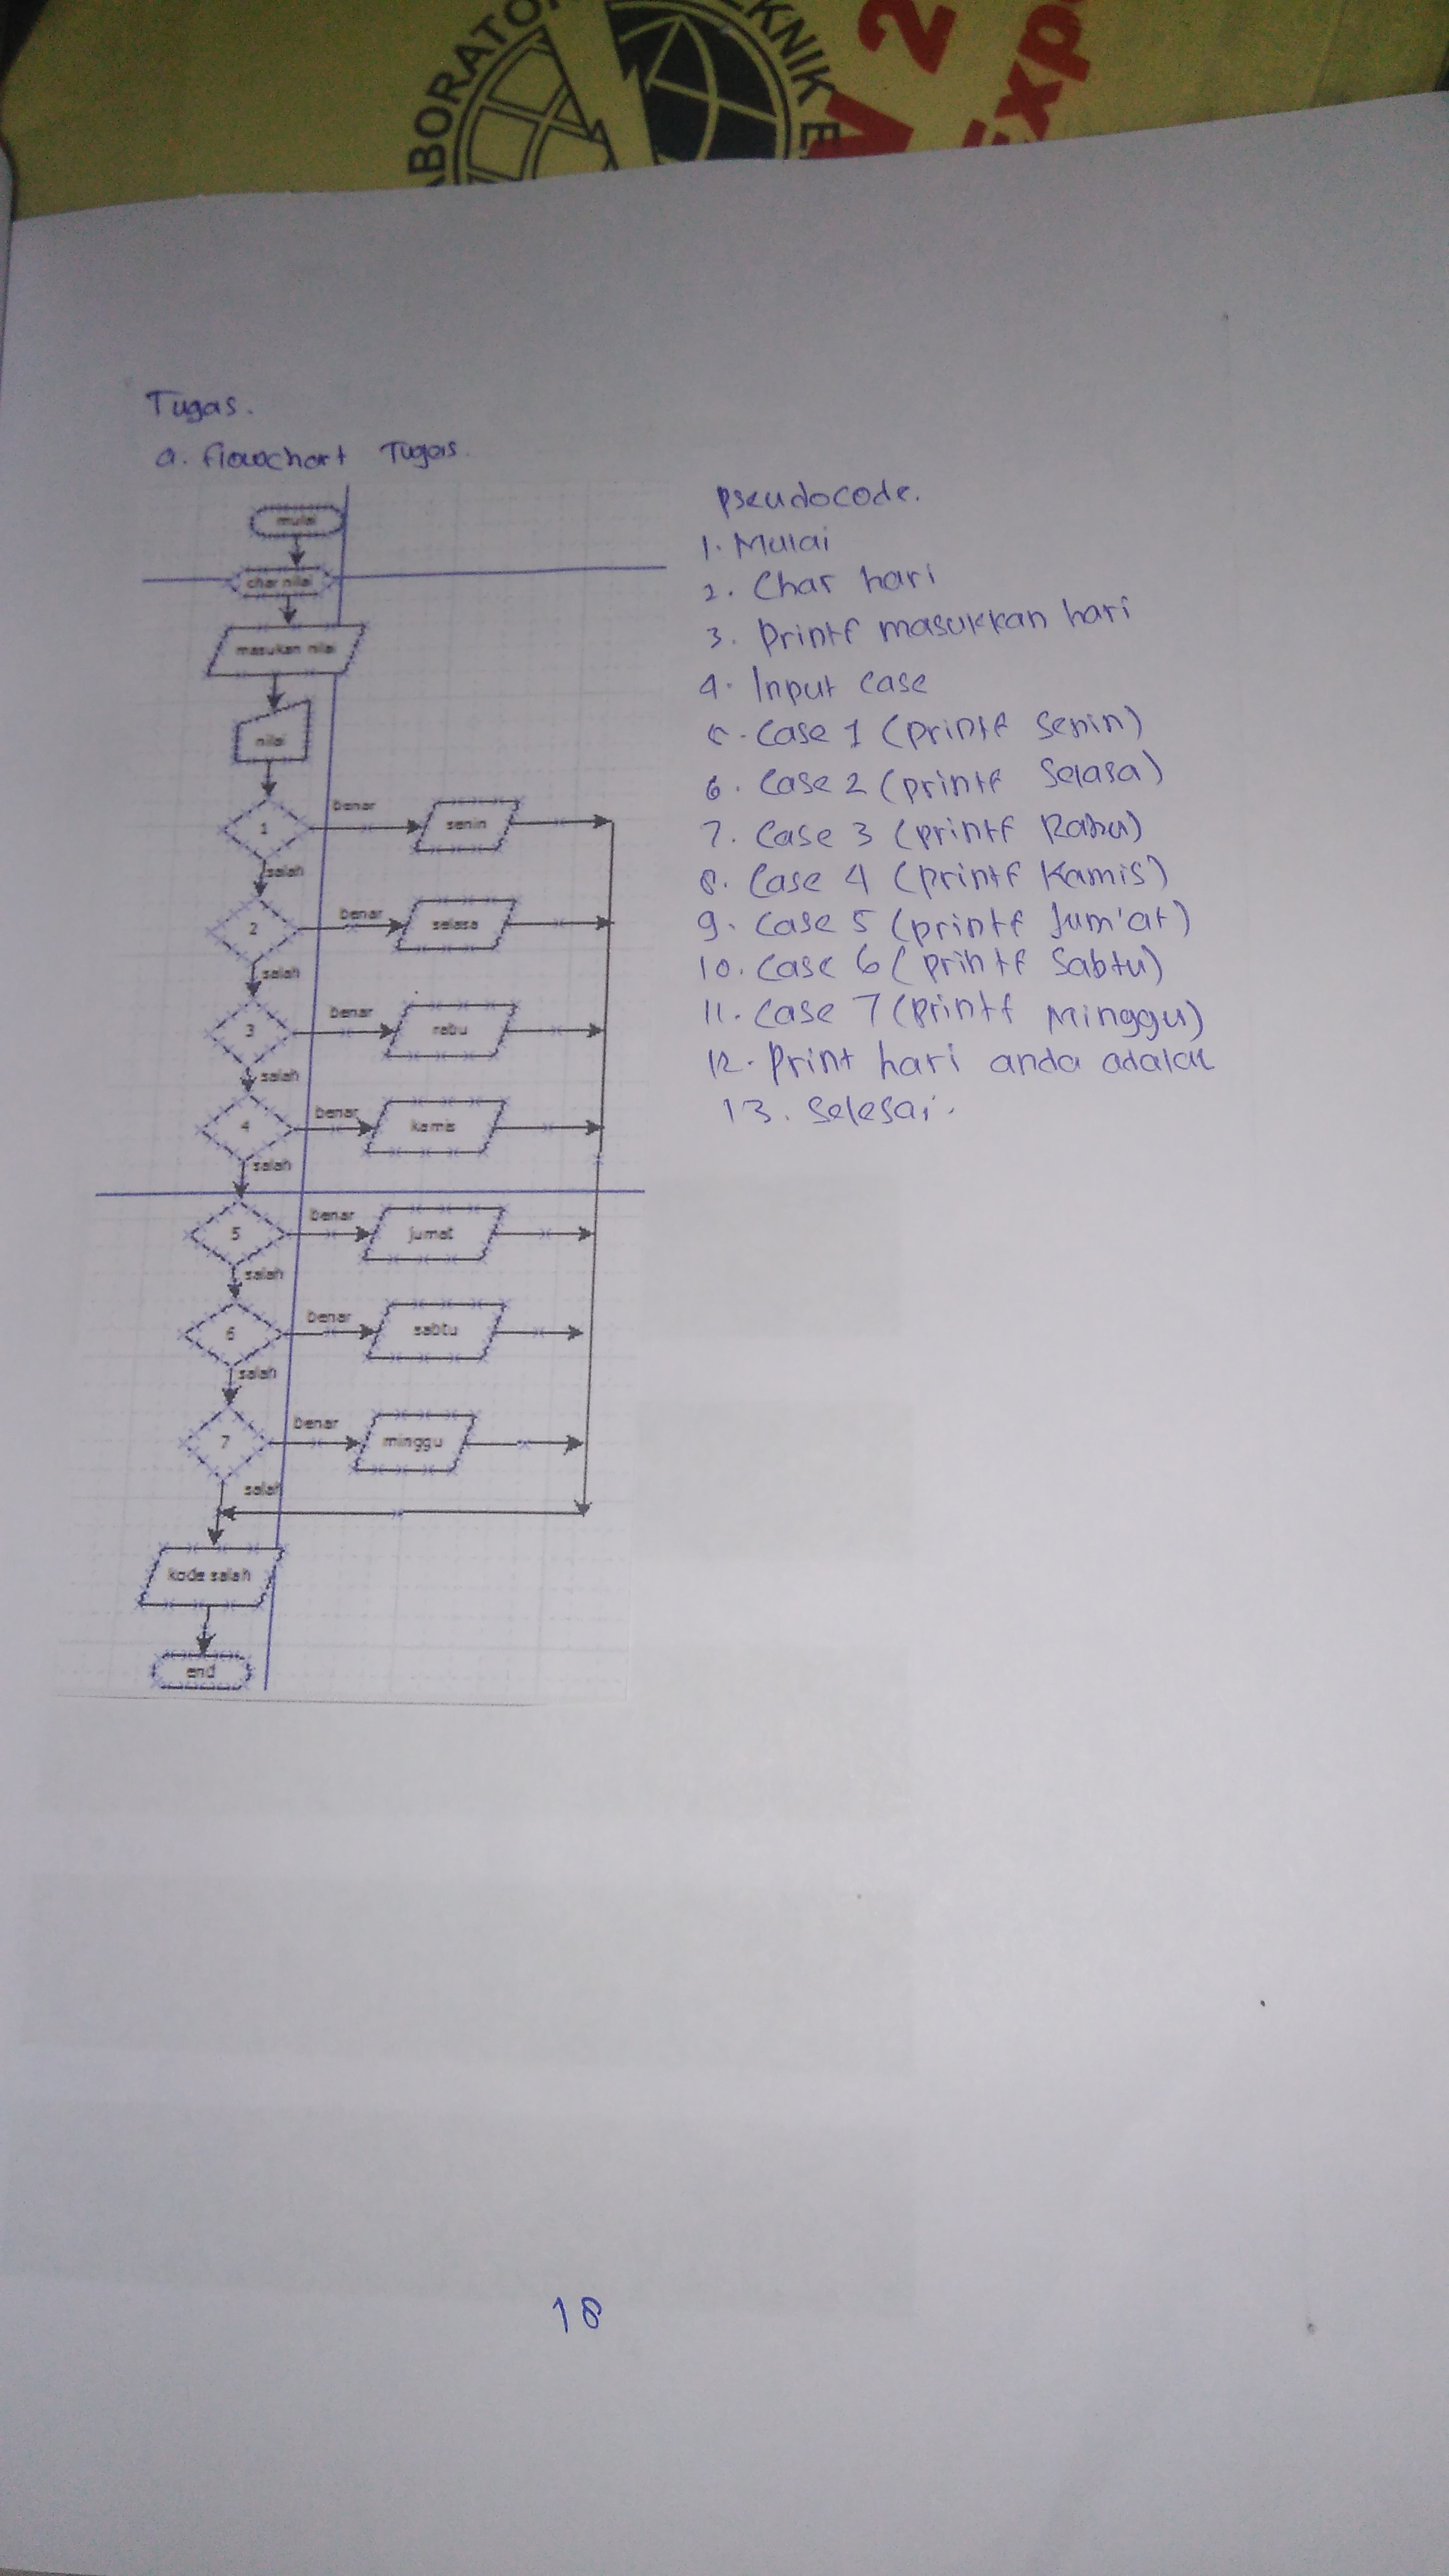 BORATO
EKNIK E
V 2
Exp
Tugas.
a. flowchart Tugas.
mulai
char nilai
masukan nilai
nilai
1
benar
senin
salah
2
benar
selasa
salah
3
benar
rabu
salah
4
benar
kamis
salah
5
benar
jumat
salah
6
benar
sabtu
salah
7
benar
minggu
salah
kode salah
end
Pseudocode.
1. Mulai
2. Char hari
3. Printf masukkan hari
4. Input case
5. Case 1 (printf Senin)
6. Case 2 (printf Selasa)
7. Case 3 (printf Rabu)
8. Case 4 (printf Kamis)
9. Case 5 (printf Jum'at)
10. Case 6 (printf Sabtu)
11. Case 7 (printf Minggu)
12. Print hari anda adalah
13. Selesai.
18